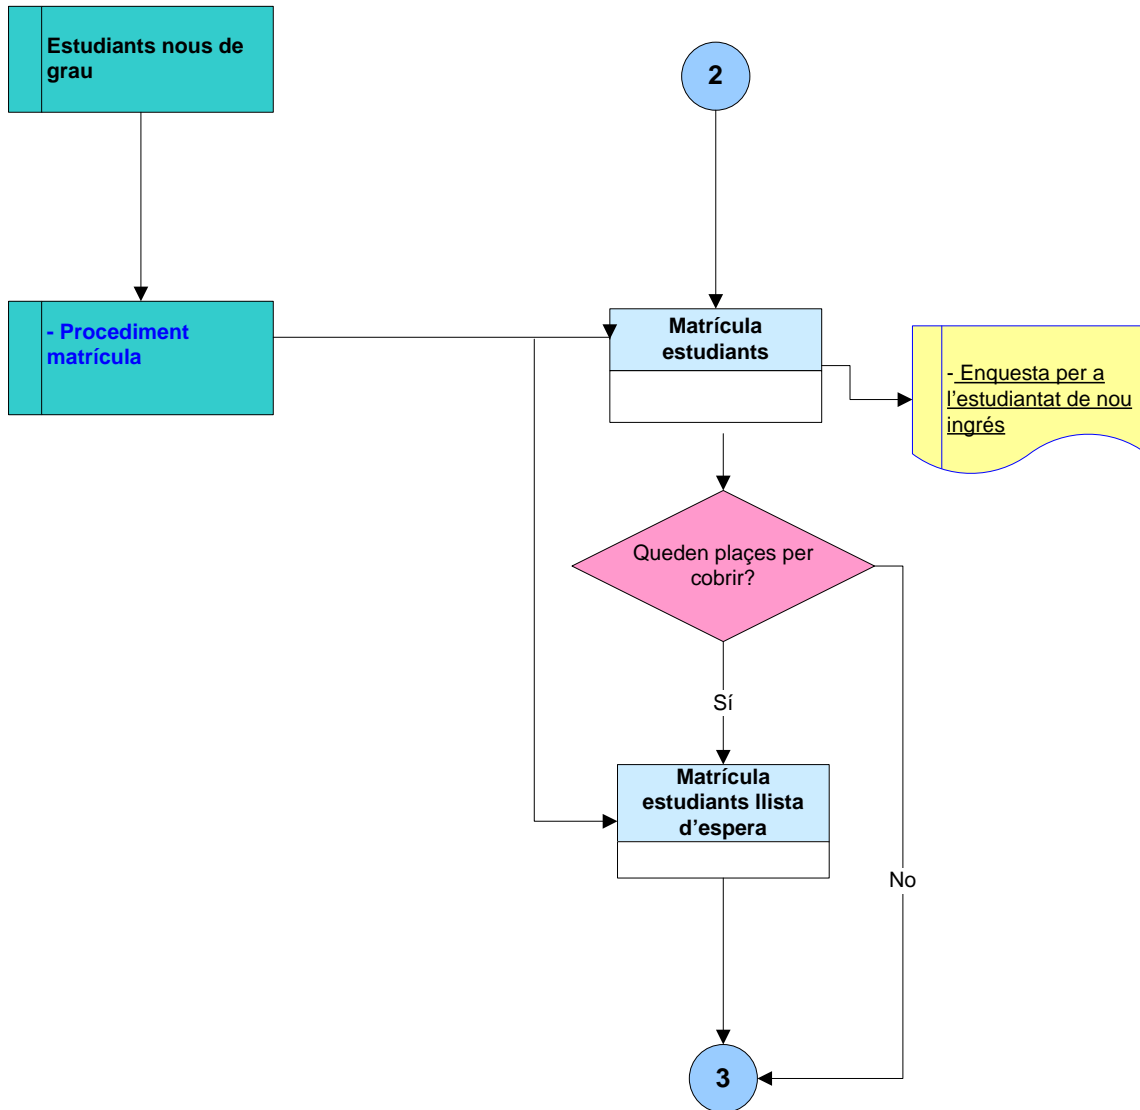 Estudiants nous de
grau
2
- Procediment
matrícula
Matrícula
estudiants
- Enquesta per a
l’estudiantat de nou
ingrés
Queden plaçes per
cobrir?
Sí
Matrícula
estudiants llista
d’espera
No
3